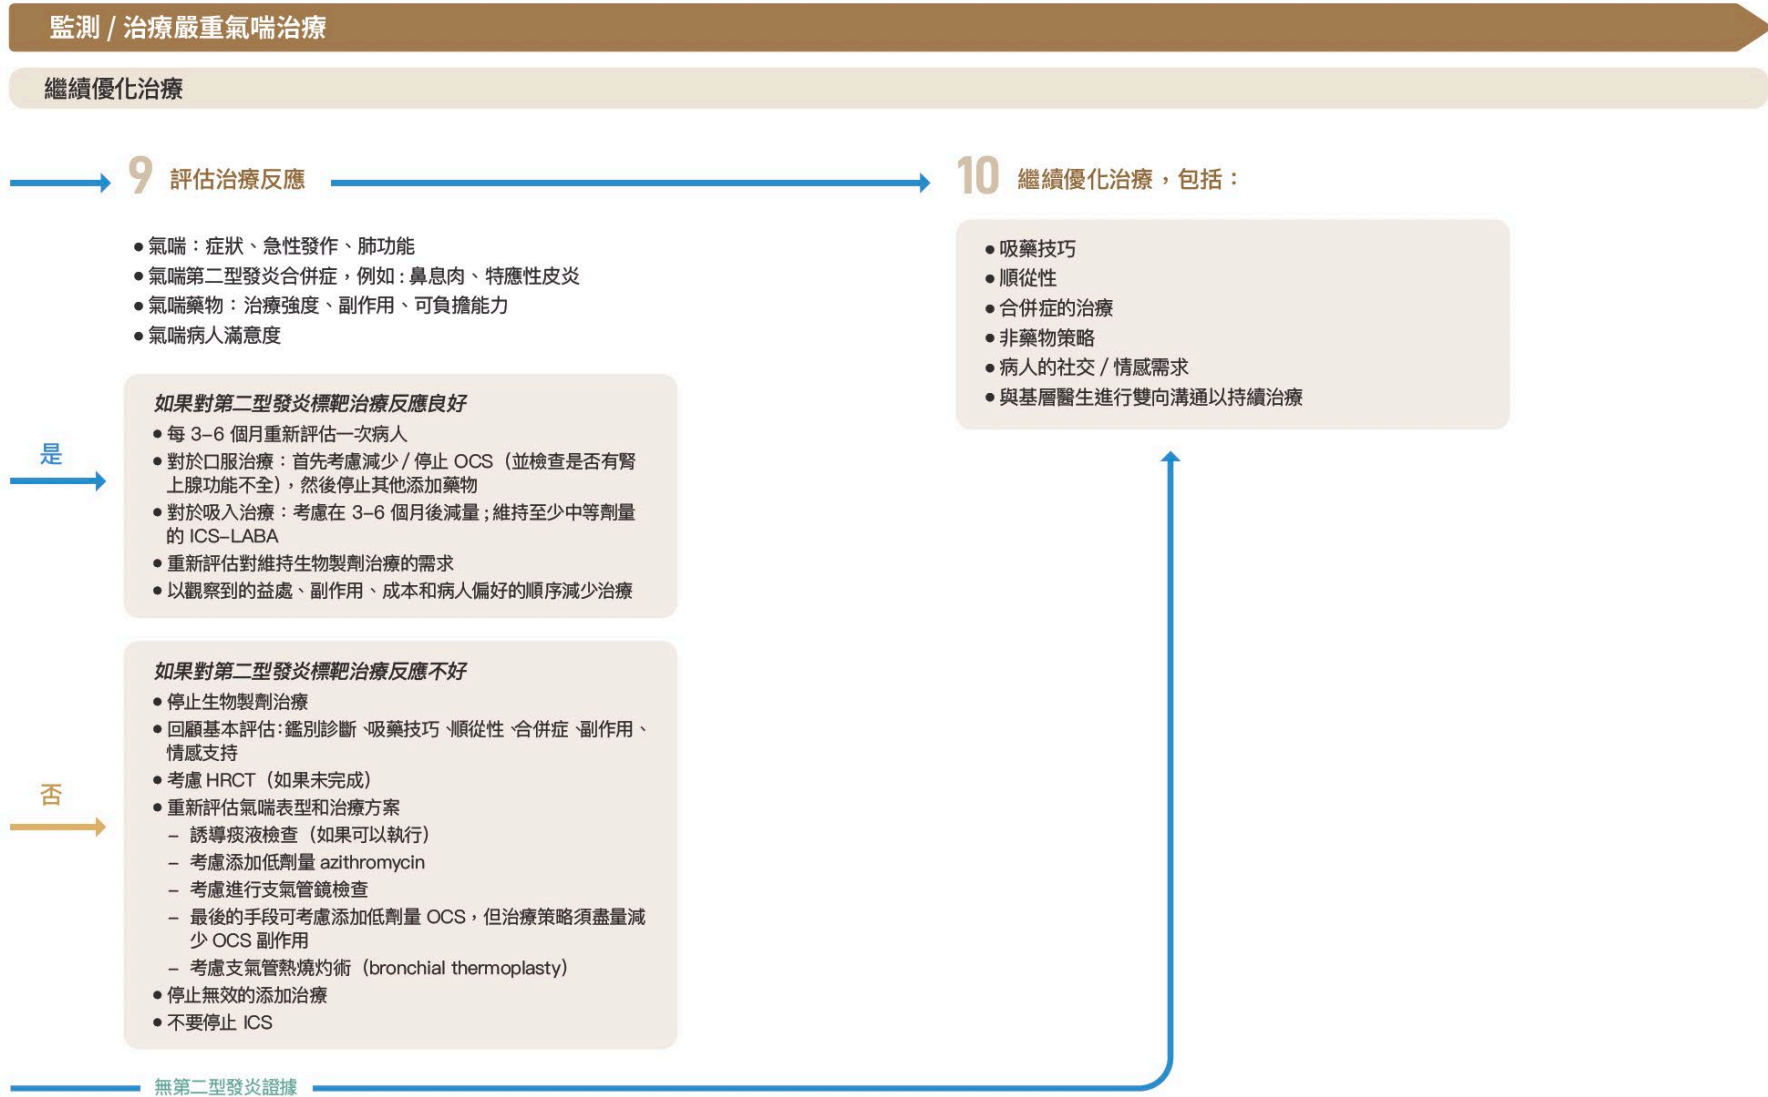 監測 / 治療嚴重氣喘治療
繼續優化治療
9 評估治療反應
● 氣喘：症狀、急性發作、肺功能
● 氣喘第二型發炎合併症，例如：鼻息肉、特應性皮炎
● 氣喘藥物：治療強度、副作用、可負擔能力
● 氣喘病人滿意度
是
如果對第二型發炎標靶治療反應良好
● 每 3–6 個月重新評估一次病人
● 對於口服治療：首先考慮減少 / 停止 OCS（並檢查是否有腎
上腺功能不全），然後停止其他添加藥物
● 對於吸入治療：考慮在 3–6 個月後減量；維持至少中等劑量
的 ICS–LABA
● 重新評估對維持生物製劑治療的需求
● 以觀察到的益處、副作用、成本和病人偏好的順序減少治療
否
如果對第二型發炎標靶治療反應不好
● 停止生物製劑治療
● 回顧基本評估：鑑別診斷、吸藥技巧、順從性、合併症、副作用、
情感支持
● 考慮 HRCT（如果未完成）
● 重新評估氣喘表型和治療方案
– 誘導痰液檢查（如果可以執行）
– 考慮添加低劑量 azithromycin
– 考慮進行支氣管鏡檢查
– 最後的手段可考慮添加低劑量 OCS，但治療策略須盡量減
少 OCS 副作用
– 考慮支氣管熱燒灼術（bronchial thermoplasty）
● 停止無效的添加治療
● 不要停止 ICS
無第二型發炎證據
10 繼續優化治療，包括：
● 吸藥技巧
● 順從性
● 合併症的治療
● 非藥物策略
● 病人的社交 / 情感需求
● 與基層醫生進行雙向溝通以持續治療